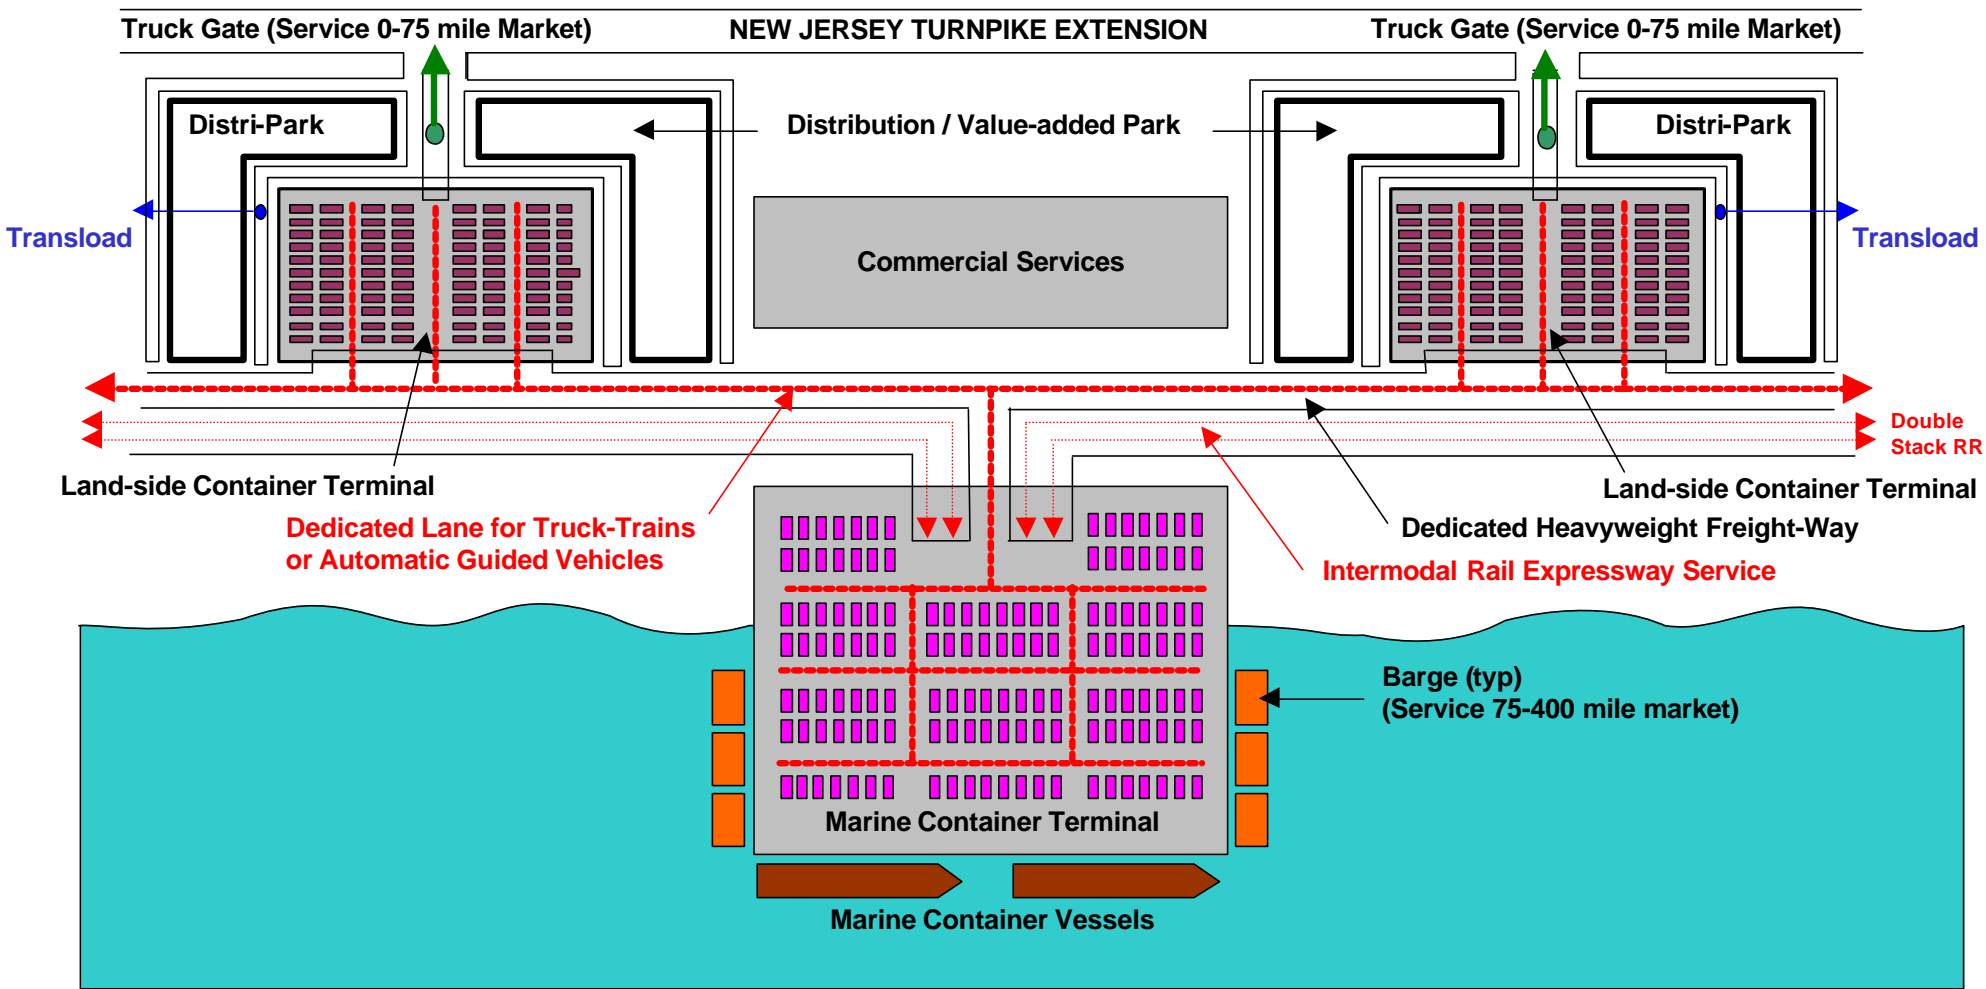 Truck Gate (Service 0-75 mile Market)
NEW JERSEY TURNPIKE EXTENSION
Truck Gate (Service 0-75 mile Market)
Distri-Park
Distribution / Value-added Park
Distri-Park
Transload
Commercial Services
Transload
Double
Stack RR
Land-side Container Terminal
Land-side Container Terminal
Dedicated Lane for Truck-Trains
or Automatic Guided Vehicles
Dedicated Heavyweight Freight-Way
Intermodal Rail Expressway Service
Barge (typ)
(Service 75-400 mile market)
Marine Container Terminal
Marine Container Vessels